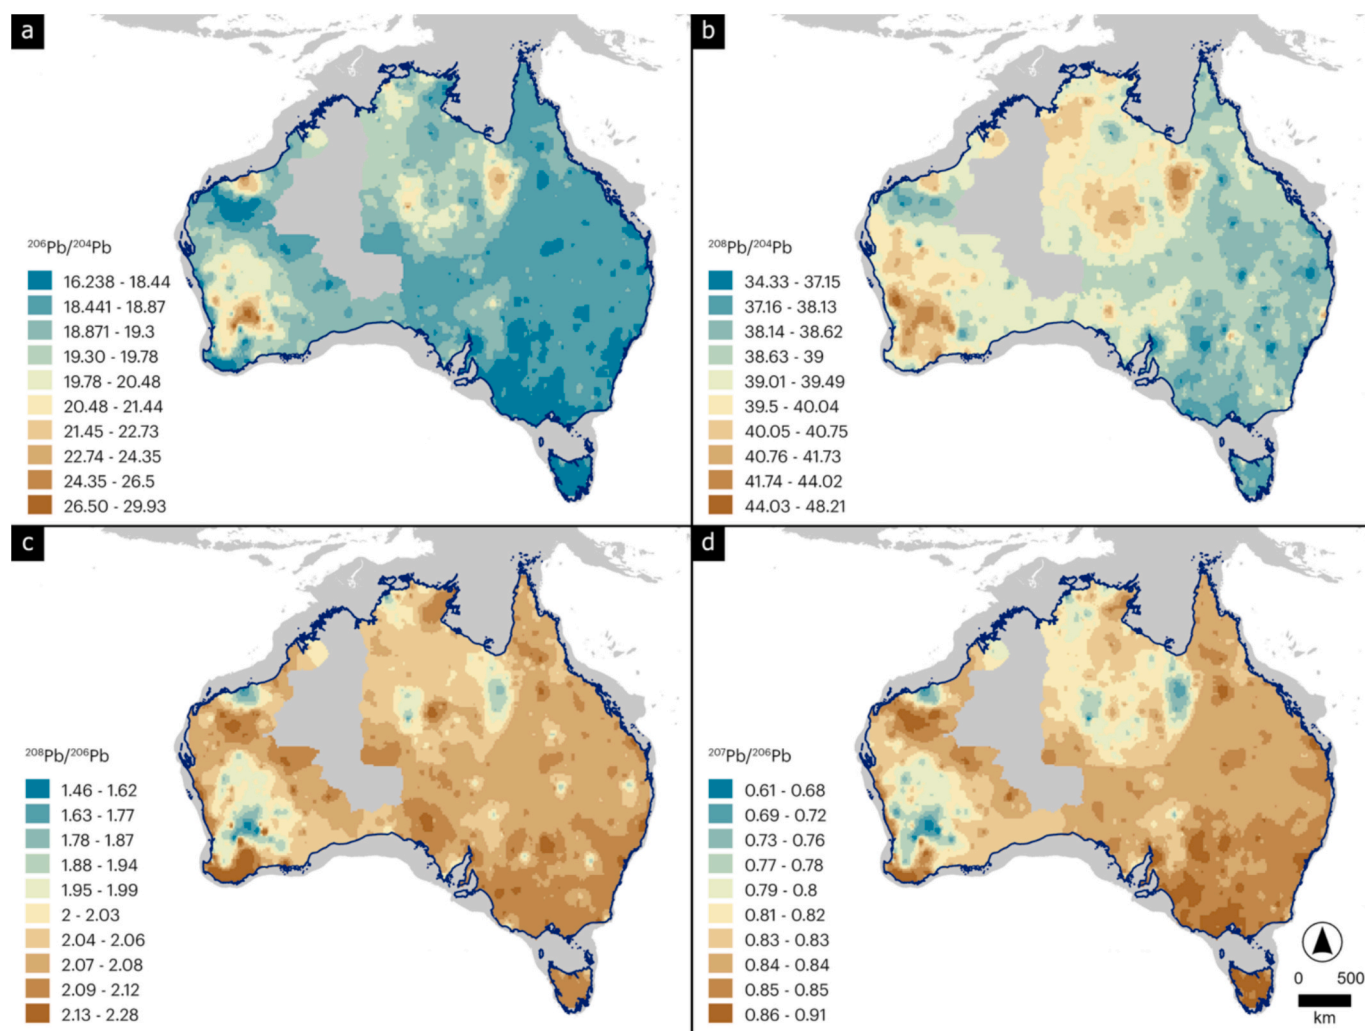 a
²⁰⁶Pb/²⁰⁴Pb
16.238 - 18.44
18.441 - 18.87
18.871 - 19.3
19.30 - 19.78
19.78 - 20.48
20.48 - 21.44
21.45 - 22.73
22.74 - 24.35
24.35 - 26.5
26.50 - 29.93
b
²⁰⁸Pb/²⁰⁴Pb
34.33 - 37.15
37.16 - 38.13
38.14 - 38.62
38.63 - 39
39.01 - 39.49
39.5 - 40.04
40.05 - 40.75
40.76 - 41.73
41.74 - 44.02
44.03 - 48.21
c
²⁰⁸Pb/²⁰⁶Pb
1.46 - 1.62
1.63 - 1.77
1.78 - 1.87
1.88 - 1.94
1.95 - 1.99
2 - 2.03
2.04 - 2.06
2.07 - 2.08
2.09 - 2.12
2.13 - 2.28
d
²⁰⁷Pb/²⁰⁶Pb
0.61 - 0.68
0.69 - 0.72
0.73 - 0.76
0.77 - 0.78
0.79 - 0.8
0.81 - 0.82
0.83 - 0.83
0.84 - 0.84
0.85 - 0.85
0.86 - 0.91
0 500
km